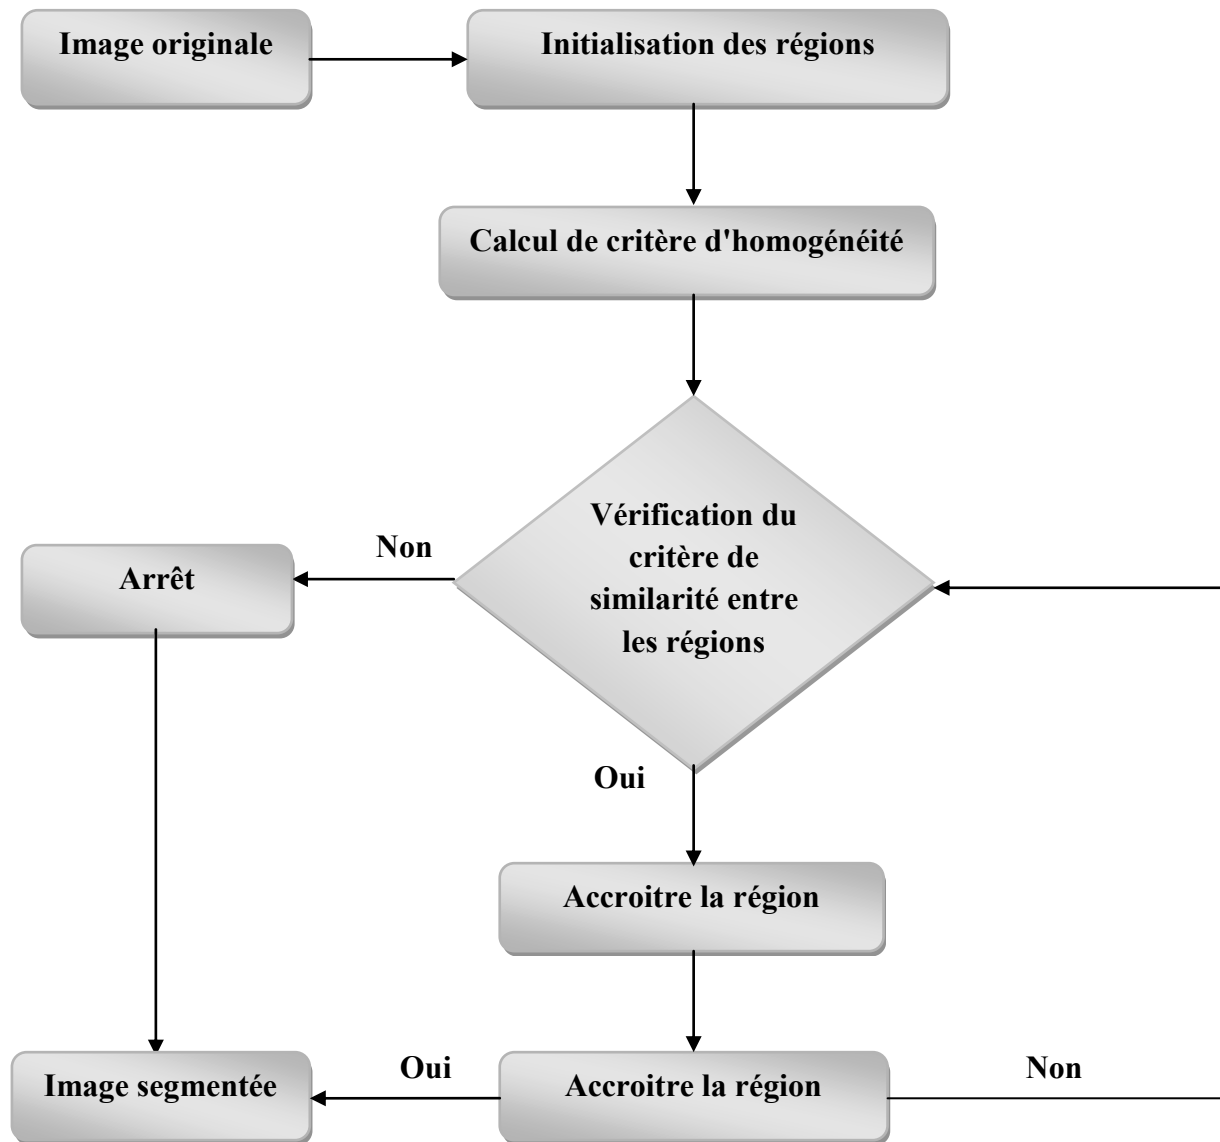 Image originale
Initialisation des régions
Calcul de critère d'homogénéité
Vérification du
critère de
similarité entre
les régions
Non
Arrêt
Oui
Accroitre la région
Image segmentée
Oui
Accroitre la région
Non